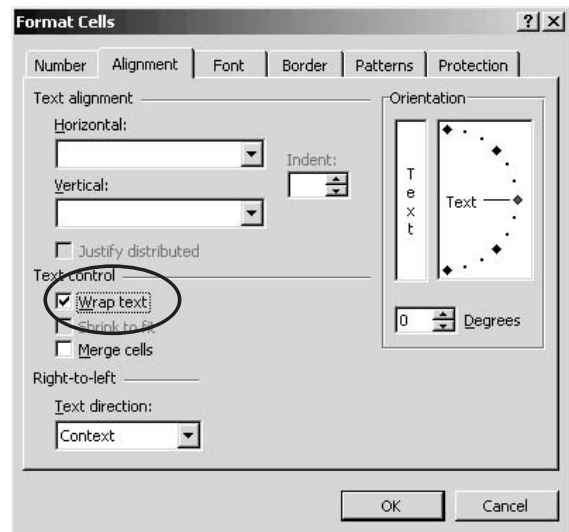 Format Cells
Number Alignment Font Border Patterns Protection
Text alignment
Horizontal:
Indent:
Vertical:
Justify distributed
Text control
Wrap text
Shrink to fit
Merge cells
Right-to-left
Text direction:
Context
Orientation
Text
Text
0 Degrees
OK Cancel